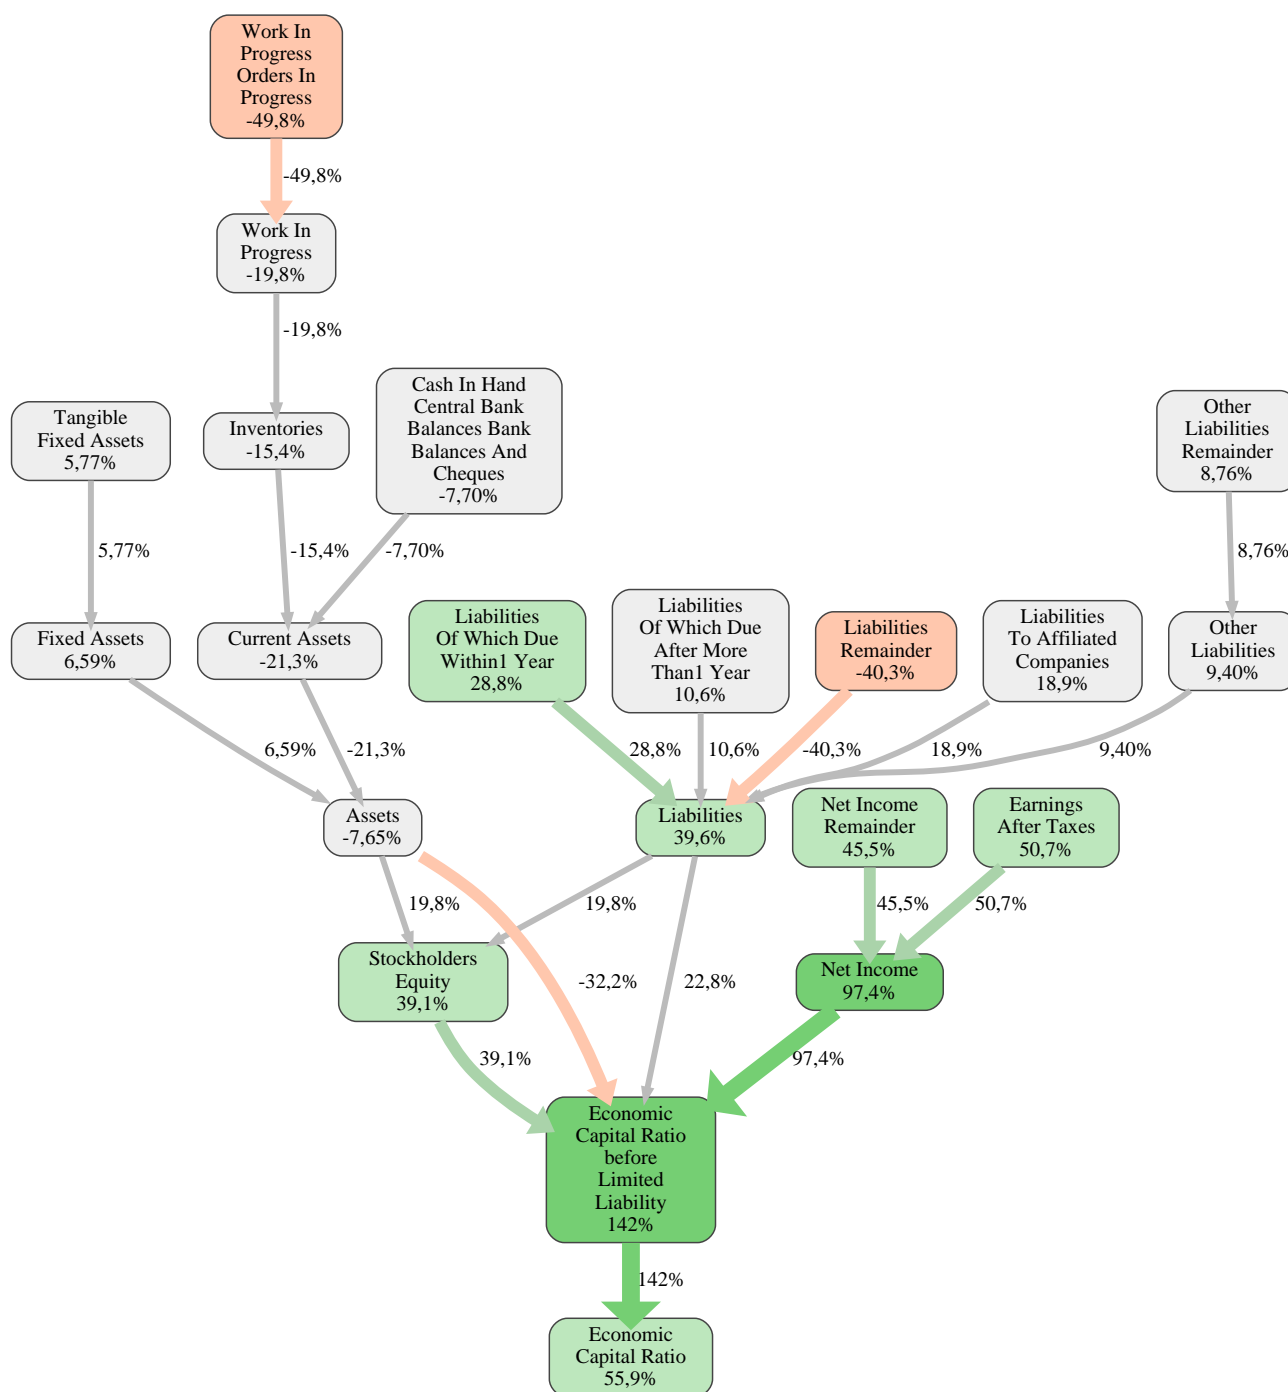 Work In
Progress
Orders In
Progress
-49,8%
-49,8%
Work In
Progress
-19,8%
-19,8%
Tangible
Fixed Assets
5,77%
Inventories
-15,4%
Cash In Hand
Central Bank
Balances Bank
Balances And
Cheques
-7,70%
Other
Liabilities
Remainder
8,76%
5,77%
-15,4%
-7,70%
8,76%
Fixed Assets
6,59%
Current Assets
-21,3%
Liabilities
Of Which Due
Within1 Year
28,8%
Liabilities
Of Which Due
After More
Than1 Year
10,6%
Liabilities
Remainder
-40,3%
Liabilities
To Affiliated
Companies
18,9%
Other
Liabilities
9,40%
6,59%
-21,3%
28,8%
10,6%
-40,3%
18,9%
9,40%
Assets
-7,65%
Liabilities
39,6%
Net Income
Remainder
45,5%
Earnings
After Taxes
50,7%
19,8%
19,8%
45,5%
50,7%
Stockholders
Equity
39,1%
-32,2%
22,8%
Net Income
97,4%
39,1%
97,4%
Economic
Capital Ratio
before
Limited
Liability
142%
142%
Economic
Capital Ratio
55,9%